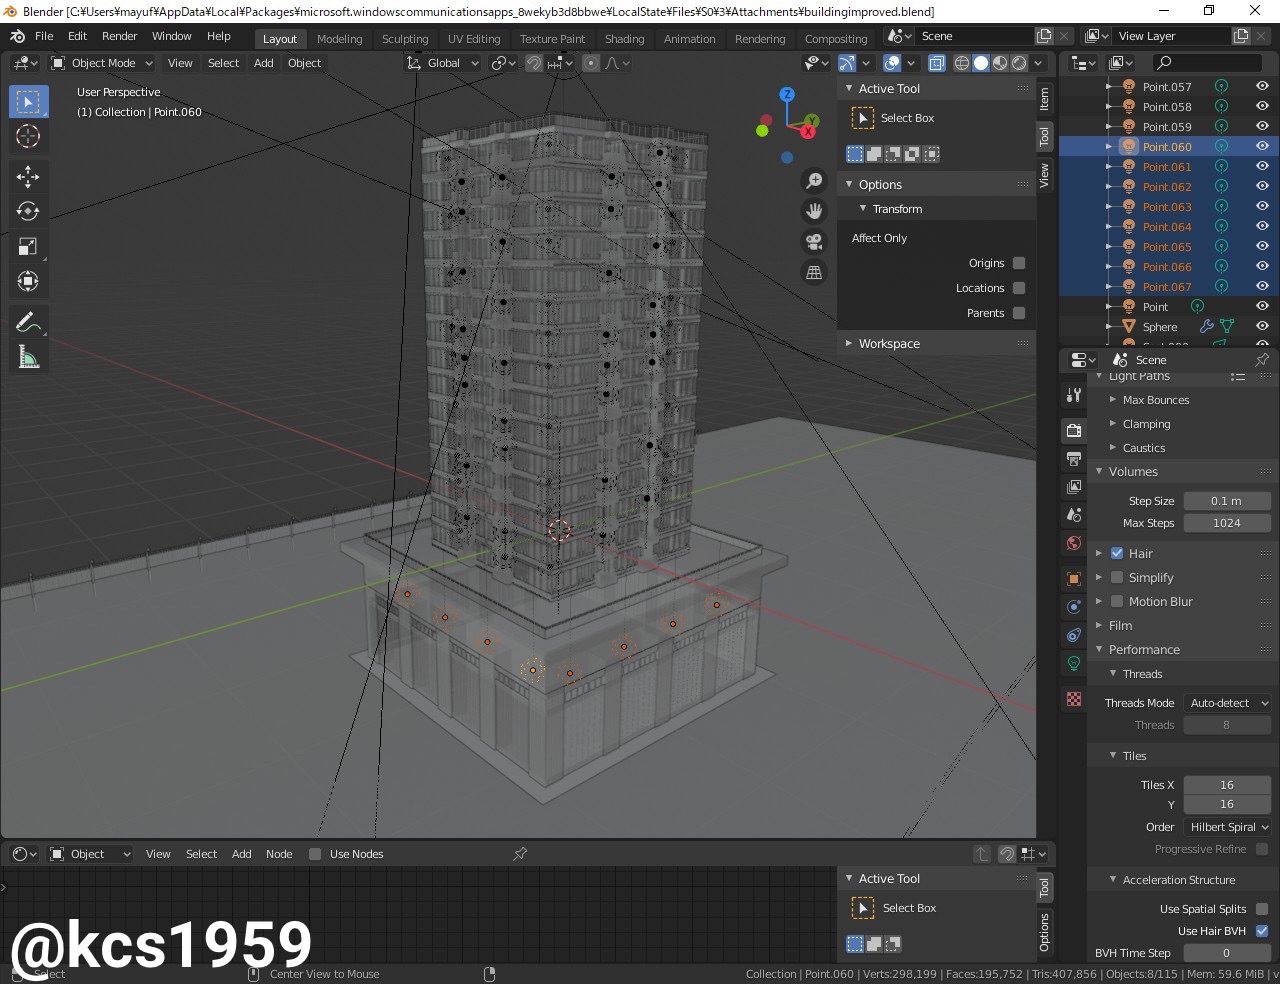 Blender [C:¥Users¥mayuf¥AppData¥Local¥Packages¥microsoft.windowscommunicationsapps_8wekyb3d8bbwe¥LocalState¥Files¥S0¥3¥Attachments¥buildingimproved.blend]
File Edit Render Window Help Layout Modeling Sculpting UV Editing Texture Paint Shading Animation Rendering Compositing Scene View Layer
Object Mode View Select Add Object Global
User Perspective
(1) Collection | Point.060
Z
Y
X
Active Tool
Select Box
Options
Transform
Affect Only
Origins
Locations
Parents
Workspace
Item
Tool
View
Point.057
Point.058
Point.059
Point.060
Point.061
Point.062
Point.063
Point.064
Point.065
Point.066
Point.067
Point
Sphere
Scene
Light Paths
Max Bounces
Clamping
Caustics
Volumes
Step Size 0.1 m
Max Steps 1024
Hair
Simplify
Motion Blur
Film
Performance
Threads
Threads Mode Auto-detect
Threads 8
Tiles
Tiles X 16
Y 16
Order Hilbert Spiral
Progressive Refine
Acceleration Structure
Use Spatial Splits
Use Hair BVH
BVH Time Step 0
Object View Select Add Node Use Nodes
Active Tool
Select Box
Tool
Options
@kcs1959
Select Center View to Mouse Collection | Point.060 | Verts:298,199 | Faces:195,752 | Tris:407,856 | Objects:8/115 | Mem: 59.6 MiB | v